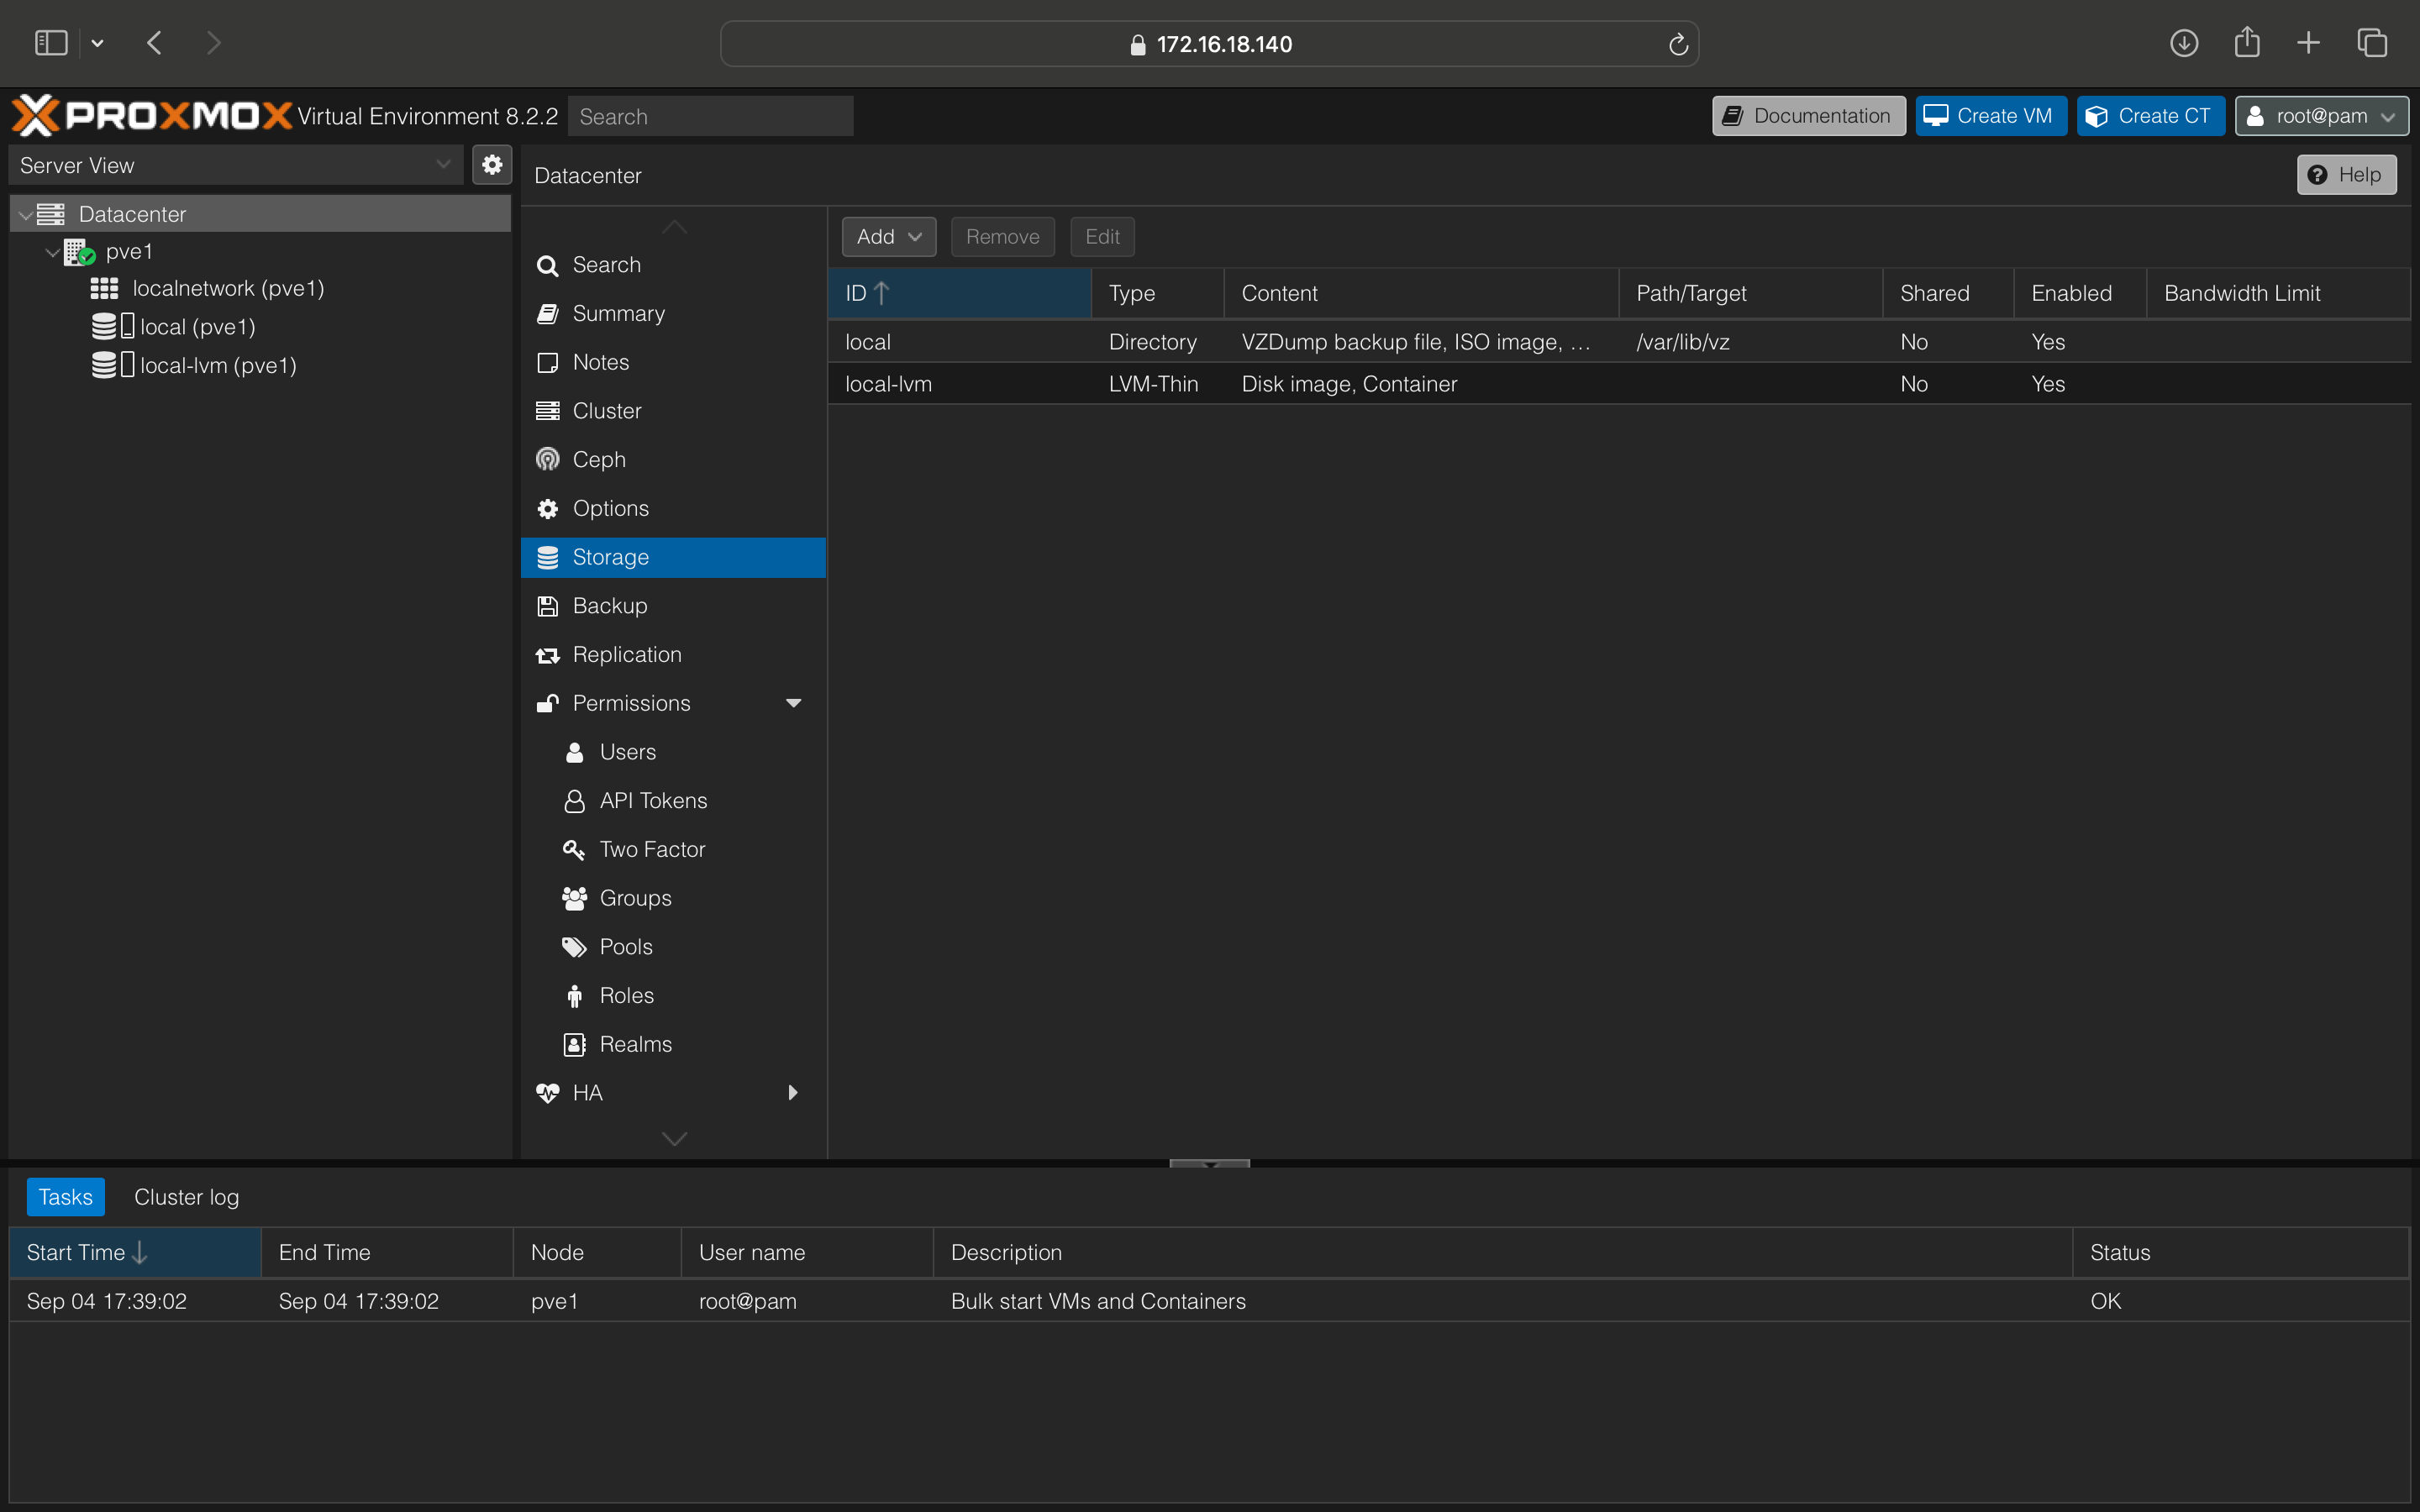 172.16.18.140
PROXMOX Virtual Environment 8.2.2 Search Documentation Create VM Create CT root@pam
Server View
Datacenter
pve1
localnetwork (pve1)
local (pve1)
local-lvm (pve1)
Datacenter Help
Search
Summary
Notes
Cluster
Ceph
Options
Storage
Backup
Replication
Permissions
Users
API Tokens
Two Factor
Groups
Pools
Roles
Realms
HA
Add Remove Edit
ID Type Content Path/Target Shared Enabled Bandwidth Limit
local Directory VZDump backup file, ISO image, ... /var/lib/vz No Yes
local-lvm LVM-Thin Disk image, Container No Yes
Tasks Cluster log
Start Time End Time Node User name Description Status
Sep 04 17:39:02 Sep 04 17:39:02 pve1 root@pam Bulk start VMs and Containers OK